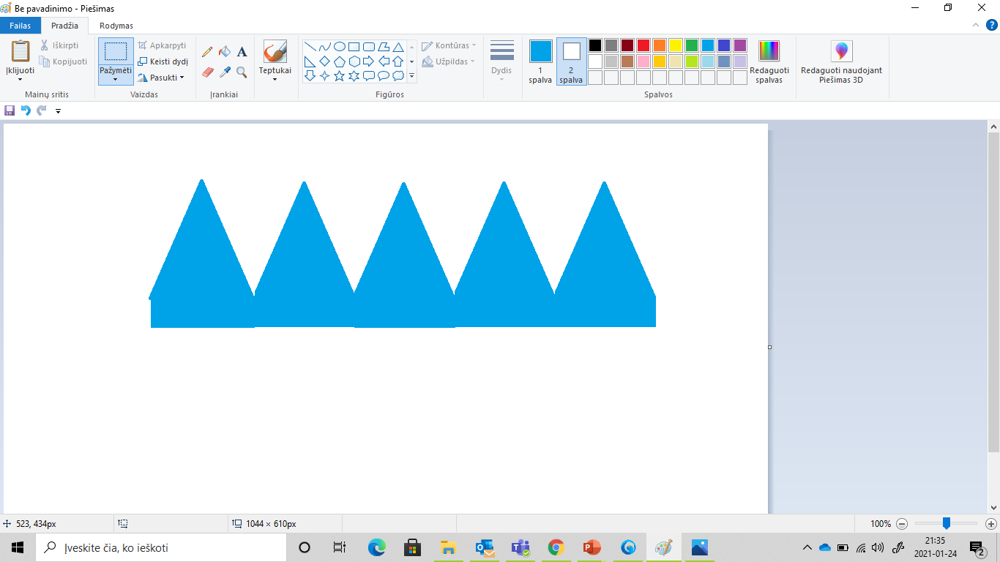 Be pavadinimo - Piešimas
Failas Pradžia Rodymas
Įklijuoti
Iškirpti
Kopijuoti
Mainų sritis
Pažymėti
Apkarpyti
Keisti dydį
Pasukti
Vaizdas
A
Įrankiai
Teptukai
Figūros
Kontūras
Užpildas
Dydis
1
spalva
2
spalva
Redaguoti
spalvas
Spalvos
Redaguoti naudojant
Piešimas 3D
523, 434px
1044 × 610px
100%
Įveskite čia, ko ieškoti
21:35
2021-01-24
2